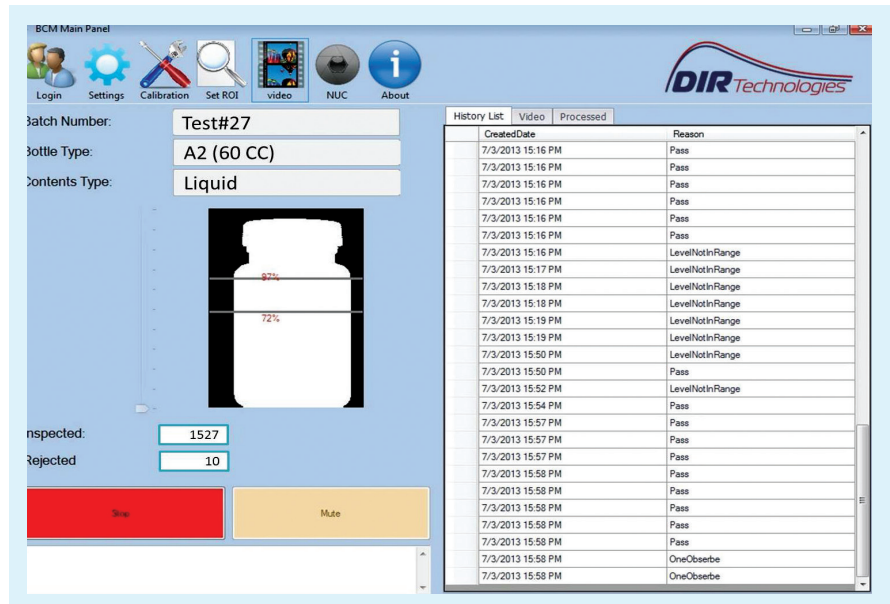 BCM Main Panel
Login Settings Calibration Set ROI video NUC About
DIR Technologies
Batch Number: Test#27
Bottle Type: A2 (60 CC)
Contents Type: Liquid
97%
72%
nspected: 1527
Rejected 10
Stop Mute
History List Video Processed
CreatedDate Reason
7/3/2013 15:16 PM Pass
7/3/2013 15:16 PM Pass
7/3/2013 15:16 PM Pass
7/3/2013 15:16 PM Pass
7/3/2013 15:16 PM Pass
7/3/2013 15:16 PM Pass
7/3/2013 15:16 PM LevelNotInRange
7/3/2013 15:17 PM LevelNotInRange
7/3/2013 15:18 PM LevelNotInRange
7/3/2013 15:18 PM LevelNotInRange
7/3/2013 15:19 PM LevelNotInRange
7/3/2013 15:19 PM LevelNotInRange
7/3/2013 15:50 PM LevelNotInRange
7/3/2013 15:50 PM Pass
7/3/2013 15:52 PM LevelNotInRange
7/3/2013 15:54 PM Pass
7/3/2013 15:57 PM Pass
7/3/2013 15:57 PM Pass
7/3/2013 15:57 PM Pass
7/3/2013 15:58 PM Pass
7/3/2013 15:58 PM Pass
7/3/2013 15:58 PM Pass
7/3/2013 15:58 PM Pass
7/3/2013 15:58 PM Pass
7/3/2013 15:58 PM OneObserbe
7/3/2013 15:58 PM OneObserbe